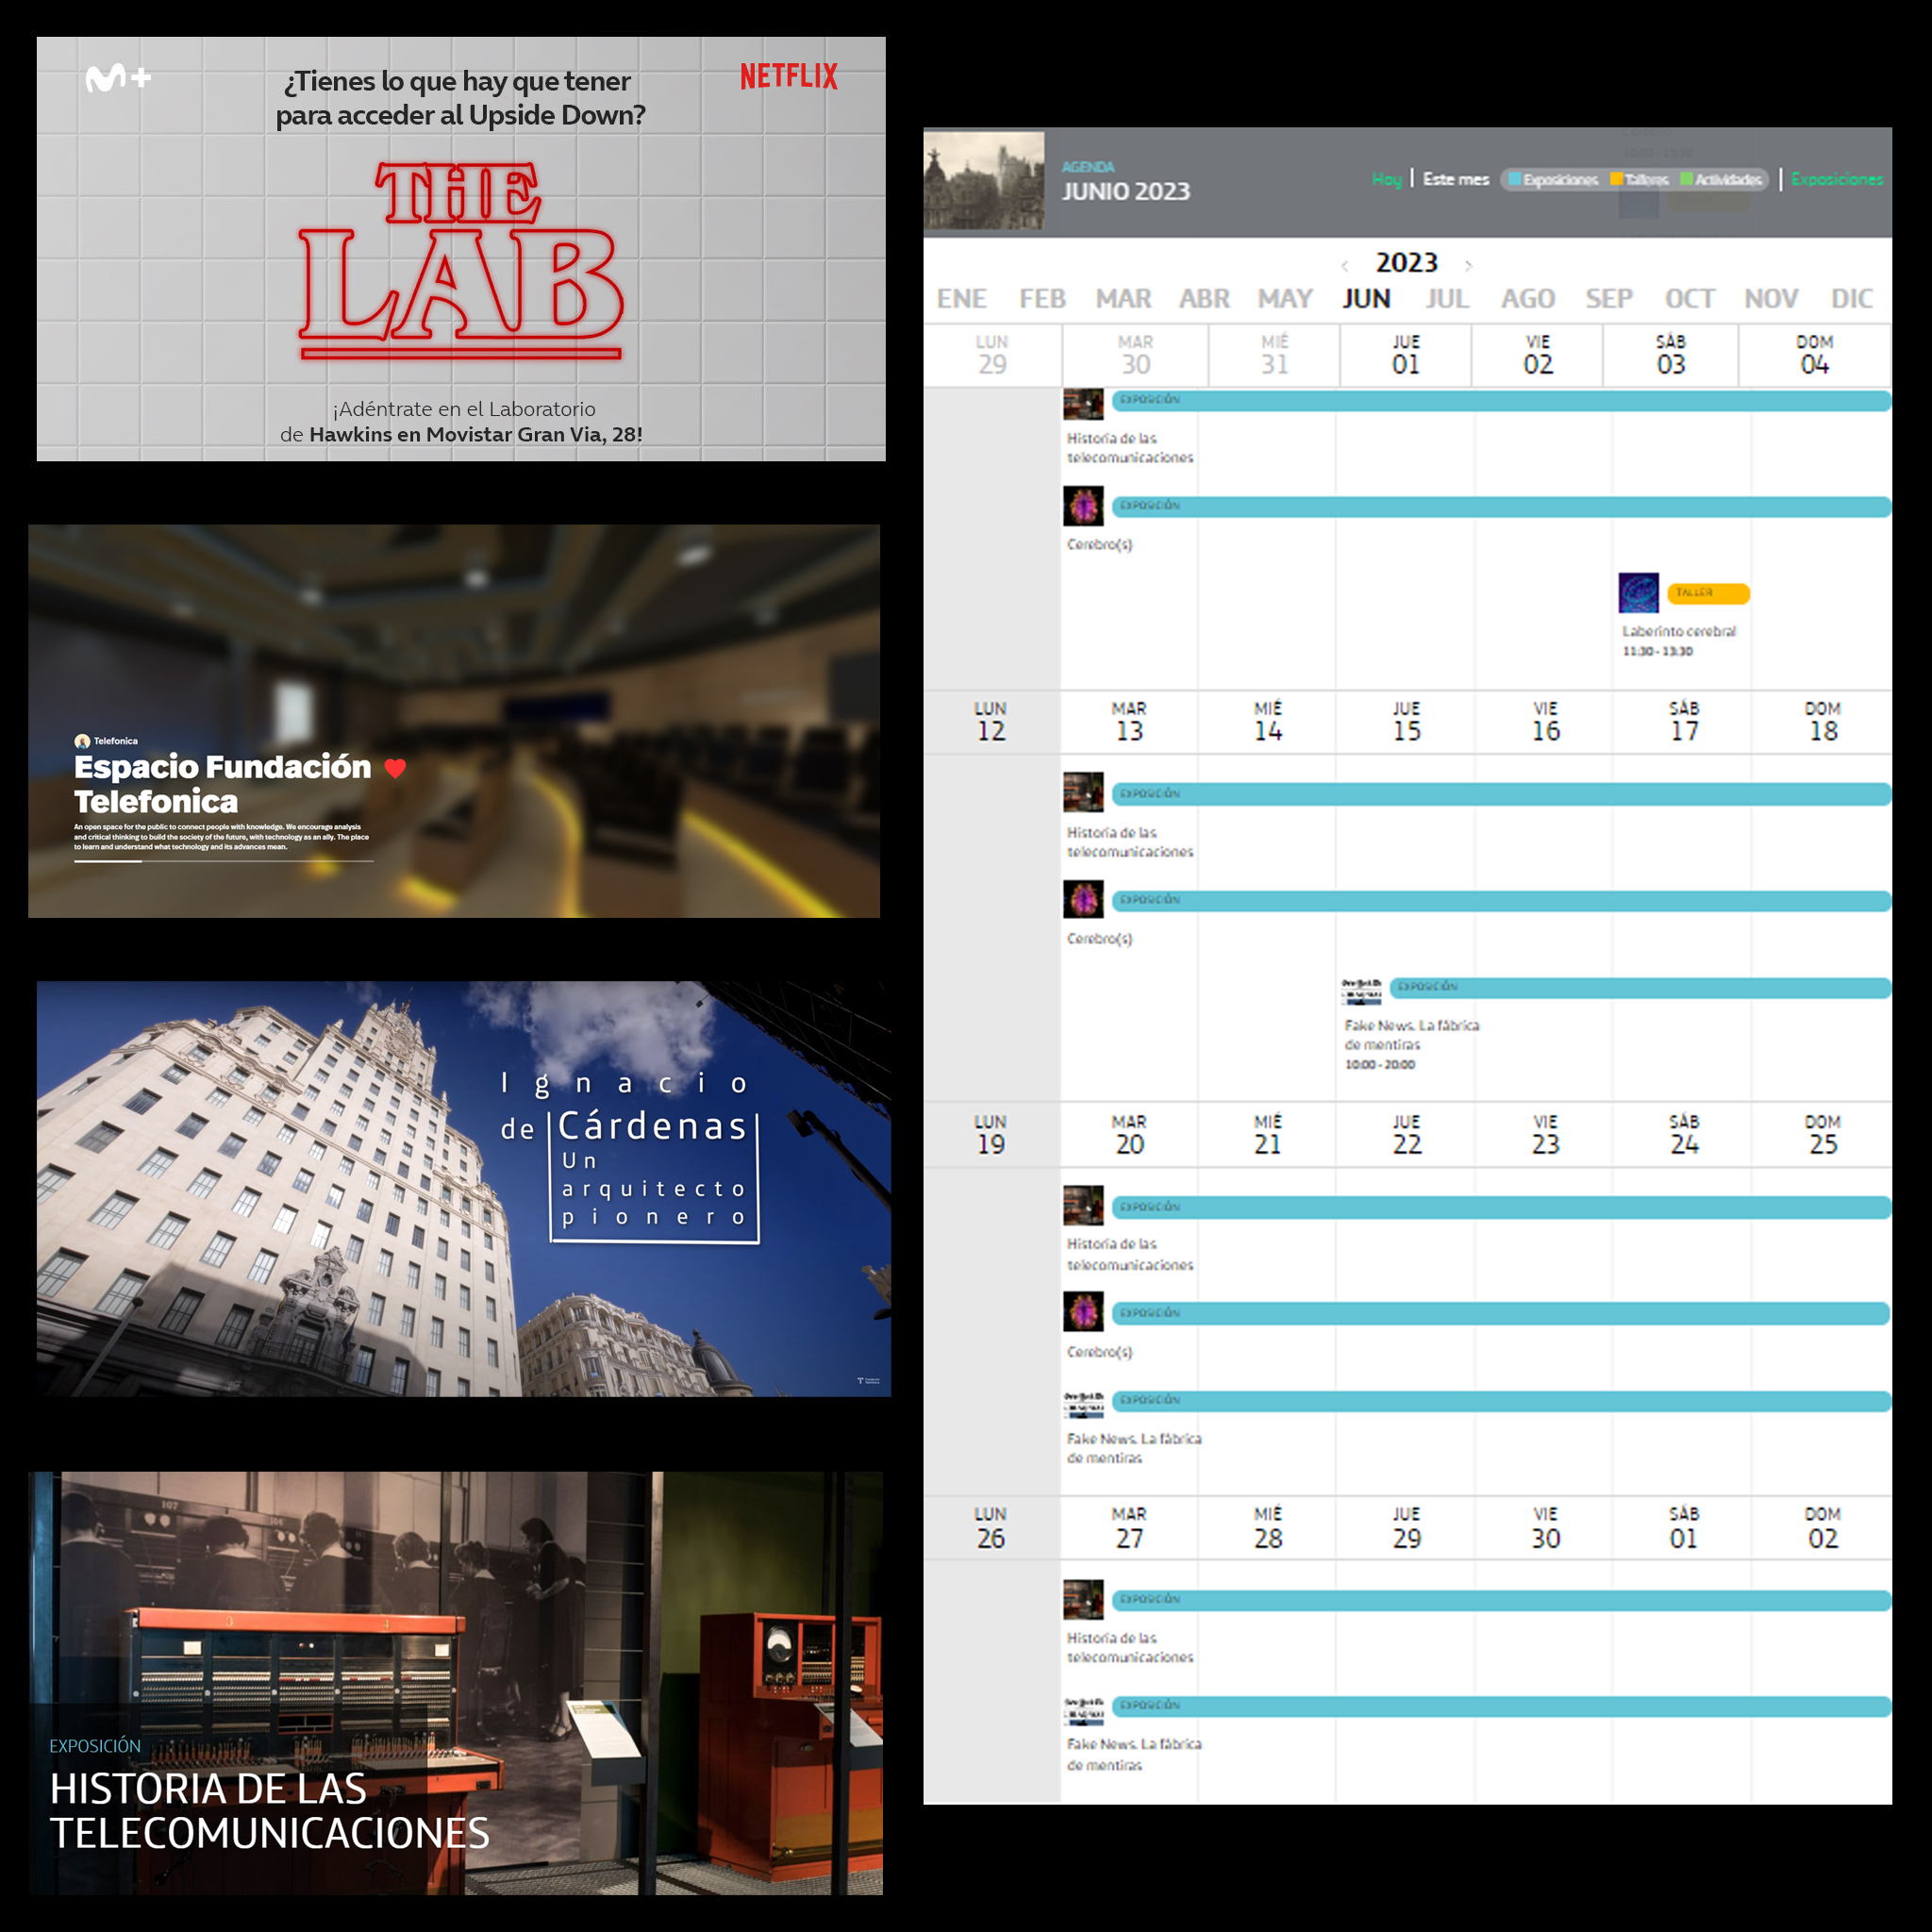 M+
NETFLIX
¿Tienes lo que hay que tener
para acceder al Upside Down?
THE
LAB
¡Adéntrate en el Laboratorio
de Hawkins en Movistar Gran Via, 28!
Telefonica
Espacio Fundación ❤
Telefonica
An open space for the public to connect people with knowledge. We encourage analysis
and critical thinking to build the society of the future, with technology as an ally. The place
to learn and understand what technology and its advances mean.
Ignacio
de Cárdenas
Un
arquitecto
pionero
107
106
3
4
EXPOSICIÓN
HISTORIA DE LAS
TELECOMUNICACIONES
AGENDA
JUNIO 2023
Hoy | Este mes Exposiciones Talleres Actividades | Exposiciones
< 2023 >
ENE FEB MAR ABR MAY JUN JUL AGO SEP OCT NOV DIC
LUN MAR MIÉ JUE VIE SÁB DOM
29 30 31 01 02 03 04
EXPOSICIÓN
Historia de las
telecomunicaciones
EXPOSICIÓN
Cerebro(s)
TALLER
Laberinto cerebral
11:30 - 13:30
LUN MAR MIÉ JUE VIE SÁB DOM
12 13 14 15 16 17 18
EXPOSICIÓN
Historia de las
telecomunicaciones
EXPOSICIÓN
Cerebro(s)
EXPOSICIÓN
Fake News. La fábrica
de mentiras
10:00 - 20:00
LUN MAR MIÉ JUE VIE SÁB DOM
19 20 21 22 23 24 25
EXPOSICIÓN
Historia de las
telecomunicaciones
EXPOSICIÓN
Cerebro(s)
EXPOSICIÓN
Fake News. La fábrica
de mentiras
LUN MAR MIÉ JUE VIE SÁB DOM
26 27 28 29 30 01 02
EXPOSICIÓN
Historia de las
telecomunicaciones
EXPOSICIÓN
Fake News. La fábrica
de mentiras